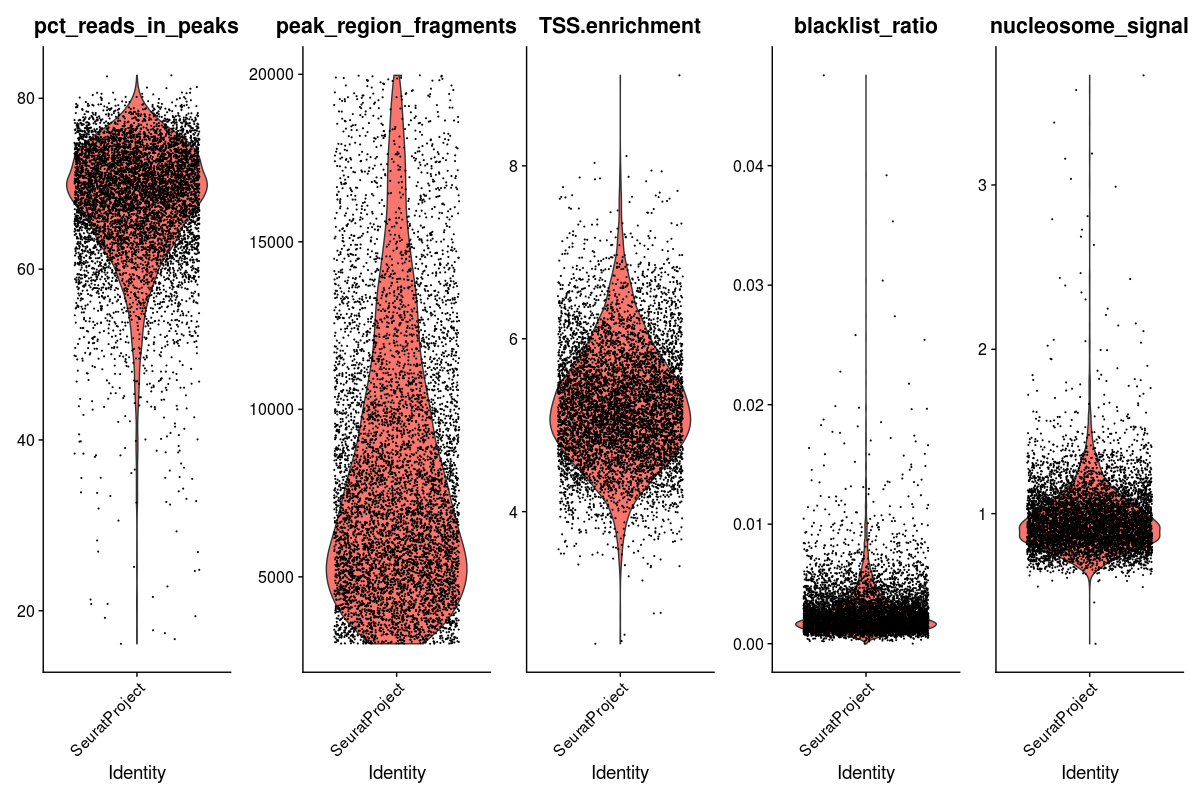 pct_reads_in_peaks
80
60
40
20
SeuratProject
Identity
peak_region_fragments
20000
15000
10000
5000
SeuratProject
Identity
TSS.enrichment
8
6
4
SeuratProject
Identity
blacklist_ratio
0.04
0.03
0.02
0.01
0.00
SeuratProject
Identity
nucleosome_signal
3
2
1
SeuratProject
Identity